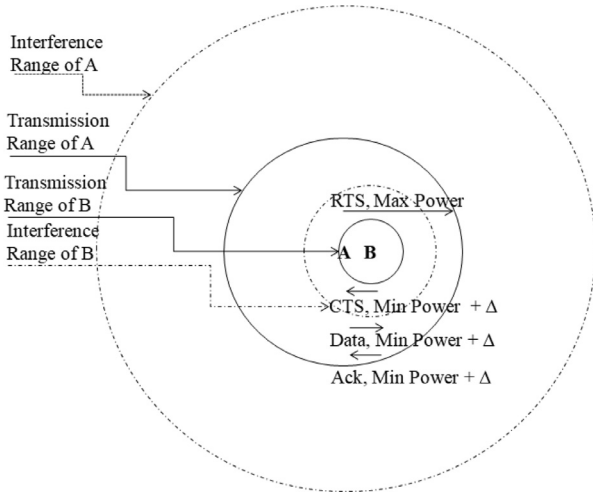 Interference
Range of A
Transmission
Range of A
Transmission
Range of B
Interference
Range of B
RTS, Max Power
A B
CTS, Min Power + Δ
Data, Min Power + Δ
Ack, Min Power + Δ